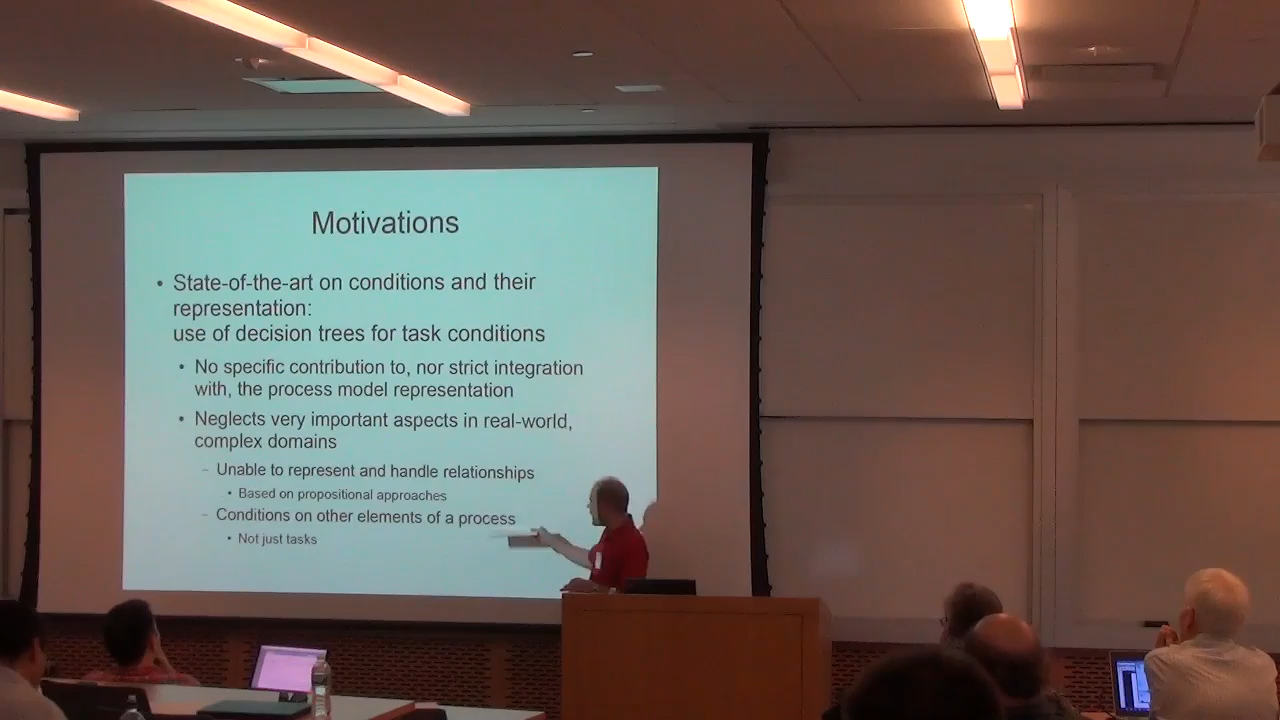 Motivations
• State-of-the-art on conditions and their
representation:
use of decision trees for task conditions
• No specific contribution to, nor strict integration
with, the process model representation
• Neglects very important aspects in real-world,
complex domains
– Unable to represent and handle relationships
• Based on propositional approaches
– Conditions on other elements of a process
• Not just tasks